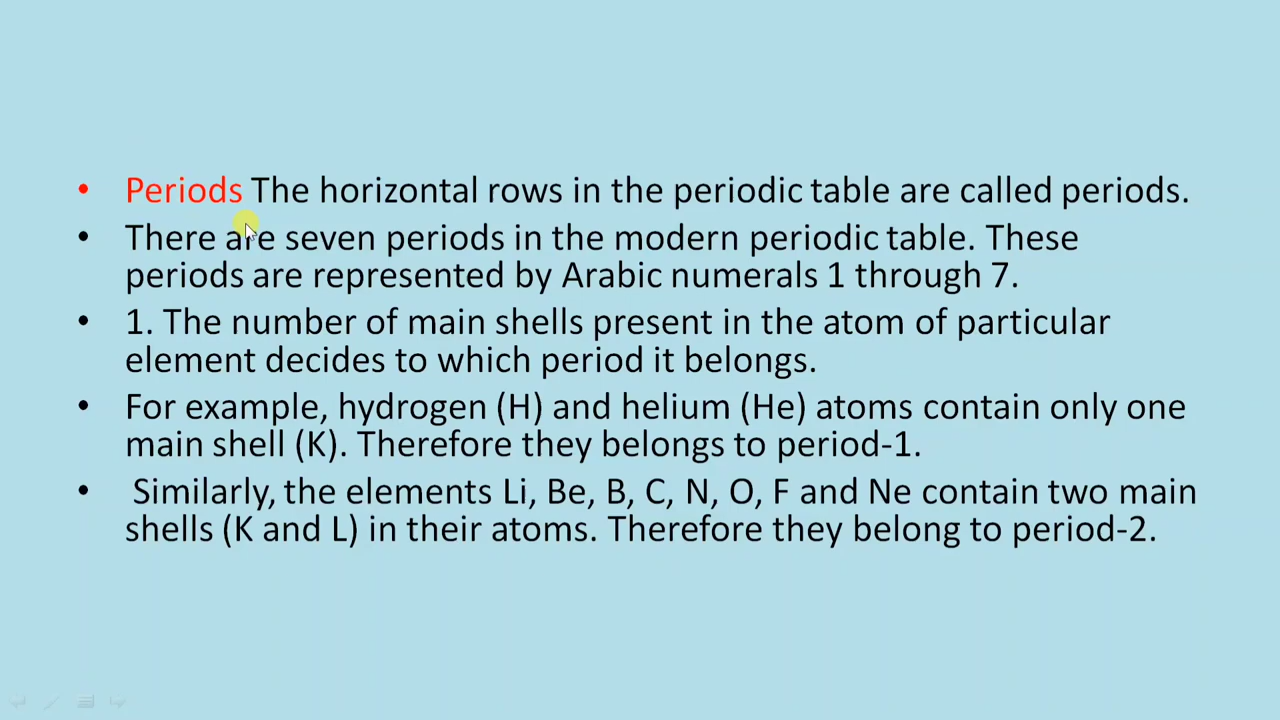 • Periods The horizontal rows in the periodic table are called periods.
• There are seven periods in the modern periodic table. These
periods are represented by Arabic numerals 1 through 7.
• 1. The number of main shells present in the atom of particular
element decides to which period it belongs.
• For example, hydrogen (H) and helium (He) atoms contain only one
main shell (K). Therefore they belongs to period-1.
• Similarly, the elements Li, Be, B, C, N, O, F and Ne contain two main
shells (K and L) in their atoms. Therefore they belong to period-2.